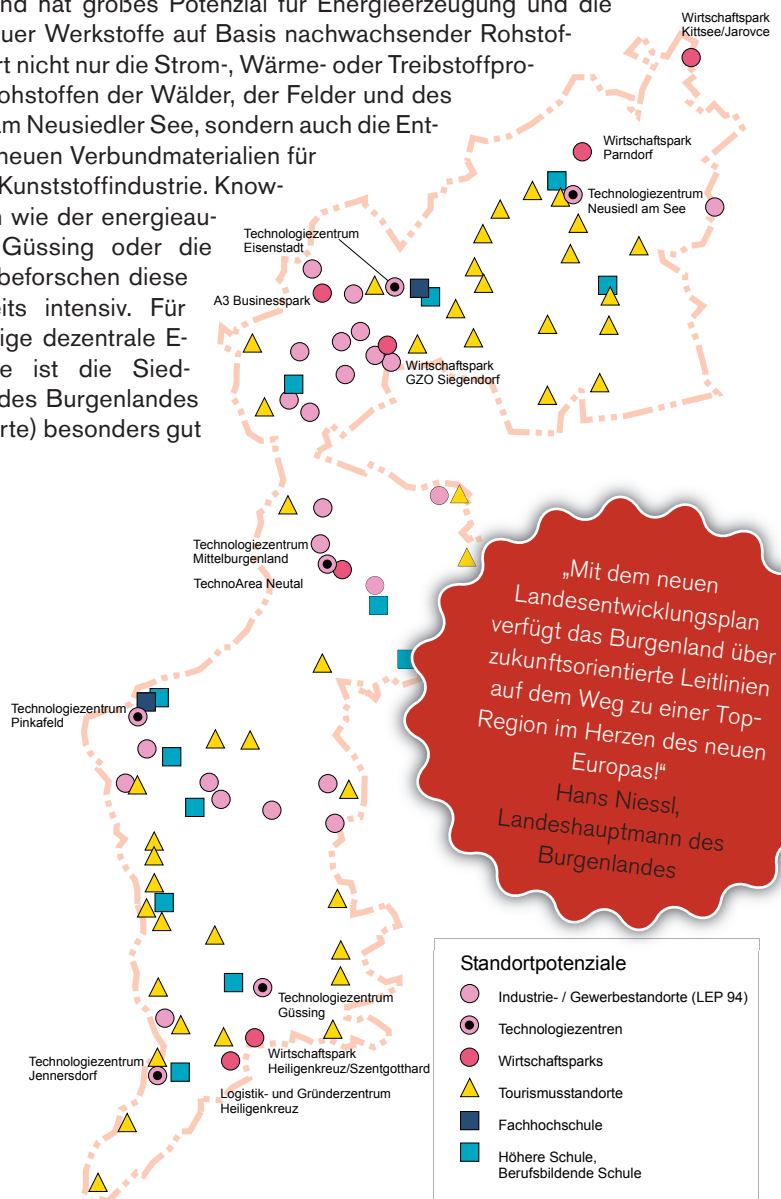 und hat großes Potenzial für Energieerzeugung und die
uer Werkstoffe auf Basis nachwachsender Rohstof-
rt nicht nur die Strom-, Wärme- oder Treibstoffpro-
ohstoffen der Wälder, der Felder und des
am Neusiedler See, sondern auch die Ent-
neuen Verbundmaterialien für
Kunststoffindustrie. Know-
n wie der energieau-
Güssing oder die
beforschen diese
eits intensiv. Für
ige dezentrale E-
e ist die Sied-
des Burgenlandes
rte) besonders gut
Wirtschaftspark
Kittsee/Jarovce
Wirtschaftspark
Parndorf
Technologiezentrum
Neusiedl am See
Technologiezentrum
Eisenstadt
A3 Businesspark
Wirtschaftspark
GZO Siegendorf
Technologiezentrum
Mittelburgenland
TechnoArea Neutal
„Mit dem neuen
Landesentwicklungsplan
verfügt das Burgenland über
zukunftsorientierte Leitlinien
auf dem Weg zu einer Top-
Region im Herzen des neuen
Europas!“
Hans Niessl,
Landeshauptmann des
Burgenlandes
Technologiezentrum
Pinkafeld
Technologiezentrum
Güssing
Wirtschaftspark
Heiligenkreuz/Szentgotthard
Technologiezentrum
Jennersdorf
Logistik- und Gründerzentrum
Heiligenkreuz
Standortpotenziale
Industrie- / Gewerbestandorte (LEP 94)
Technologiezentren
Wirtschaftsparks
Tourismusstandorte
Fachhochschule
Höhere Schule,
Berufsbildende Schule